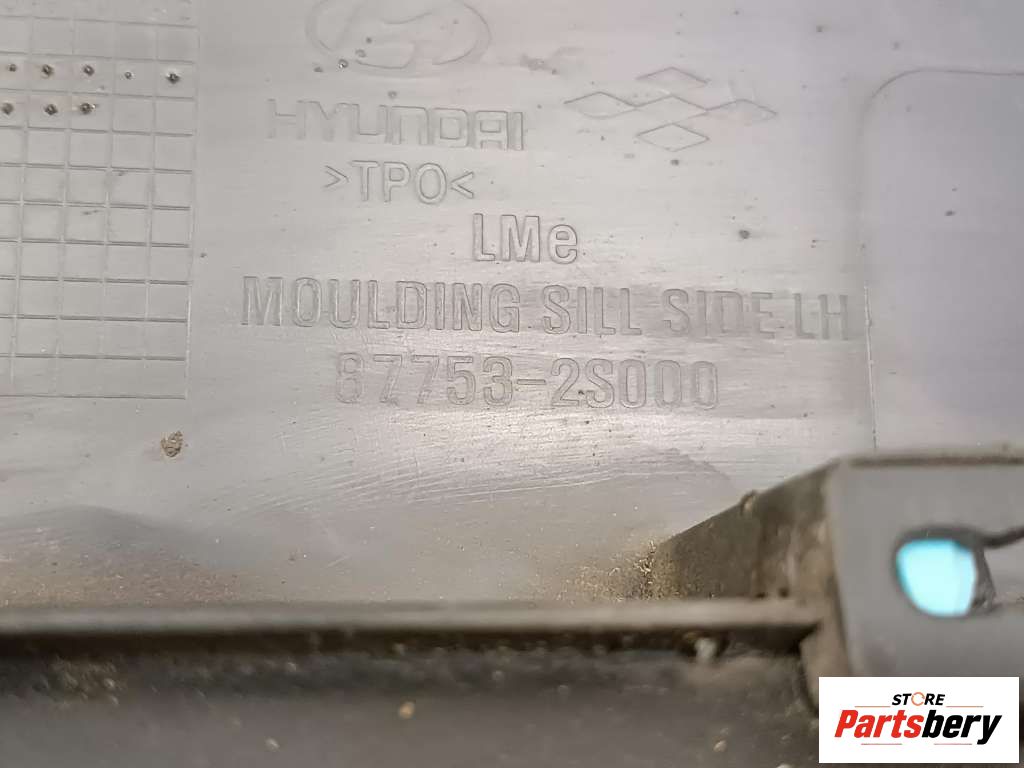 HYUNDAI
>TPO<
LMe
MOULDING SILL SIDE LH
87753-2S000
STORE
Partsbery